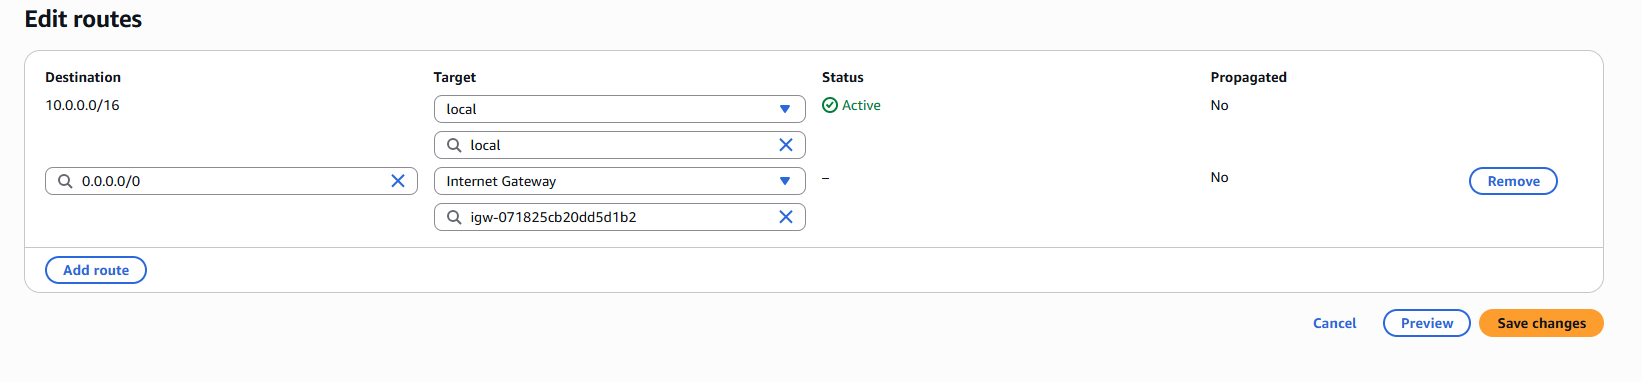 Edit routes
Destination Target Status Propagated
10.0.0.0/16 local Active No
local
0.0.0.0/0 Internet Gateway – No Remove
igw-071825cb20dd5d1b2
Add route
Cancel Preview Save changes